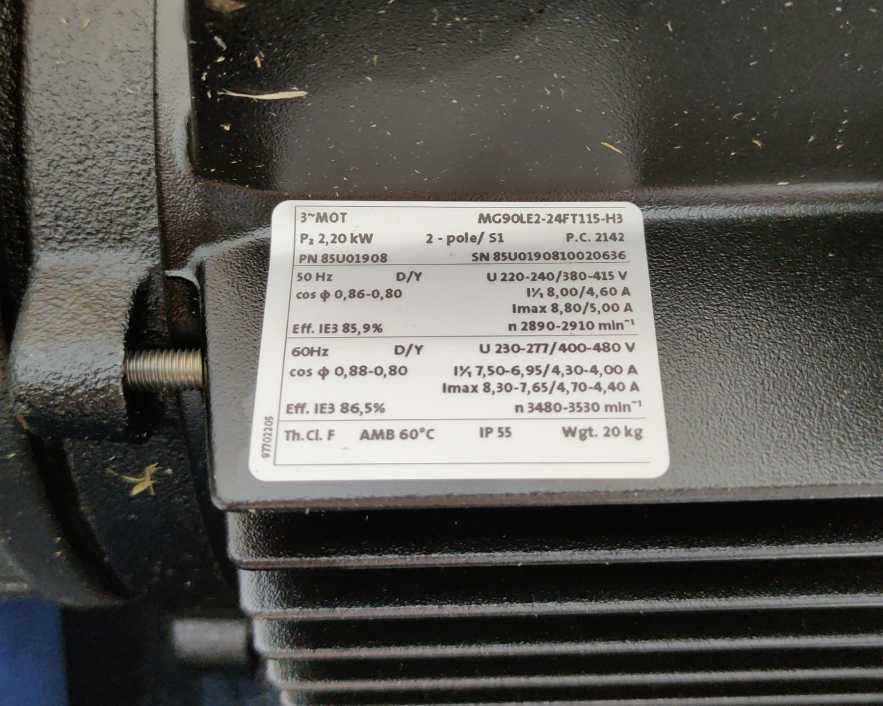 3~MOT MG90LE2-24FT115-H3
P₂ 2,20 kW 2 - pole/ S1 P.C. 2142
PN 85U01908 SN 85U0190810020636
50 Hz D/Y U 220-240/380-415 V
cos φ 0,86-0,80 I¹/₁ 8,00/4,60 A
Imax 8,80/5,00 A
Eff. IE3 85,9% n 2890-2910 min⁻¹
60Hz D/Y U 230-277/400-480 V
cos φ 0,88-0,80 I¹/₁ 7,50-6,95/4,30-4,00 A
Imax 8,30-7,65/4,70-4,40 A
Eff. IE3 86,5% n 3480-3530 min⁻¹
Th.Cl. F AMB 60°C IP 55 Wgt. 20 kg
97702205